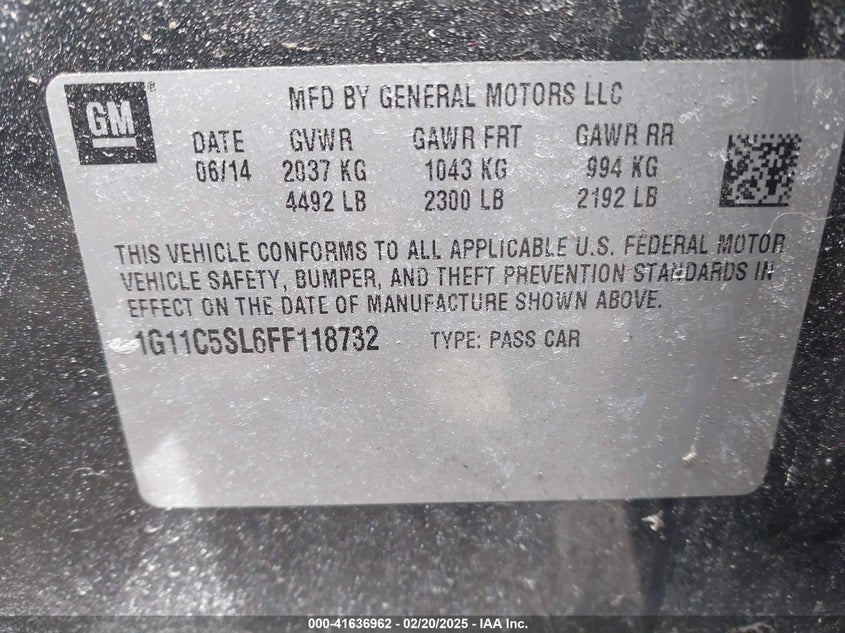 GM®
MFD BY GENERAL MOTORS LLC
DATE GVWR GAWR FRT GAWR RR
06/14 2037 KG 1043 KG 994 KG
4492 LB 2300 LB 2192 LB
THIS VEHICLE CONFORMS TO ALL APPLICABLE U.S. FEDERAL MOTOR
VEHICLE SAFETY, BUMPER, AND THEFT PREVENTION STANDARDS IN
EFFECT ON THE DATE OF MANUFACTURE SHOWN ABOVE.
1G11C5SL6FF118732 TYPE: PASS CAR
000-41636962 — 02/20/2025 — IAA Inc.